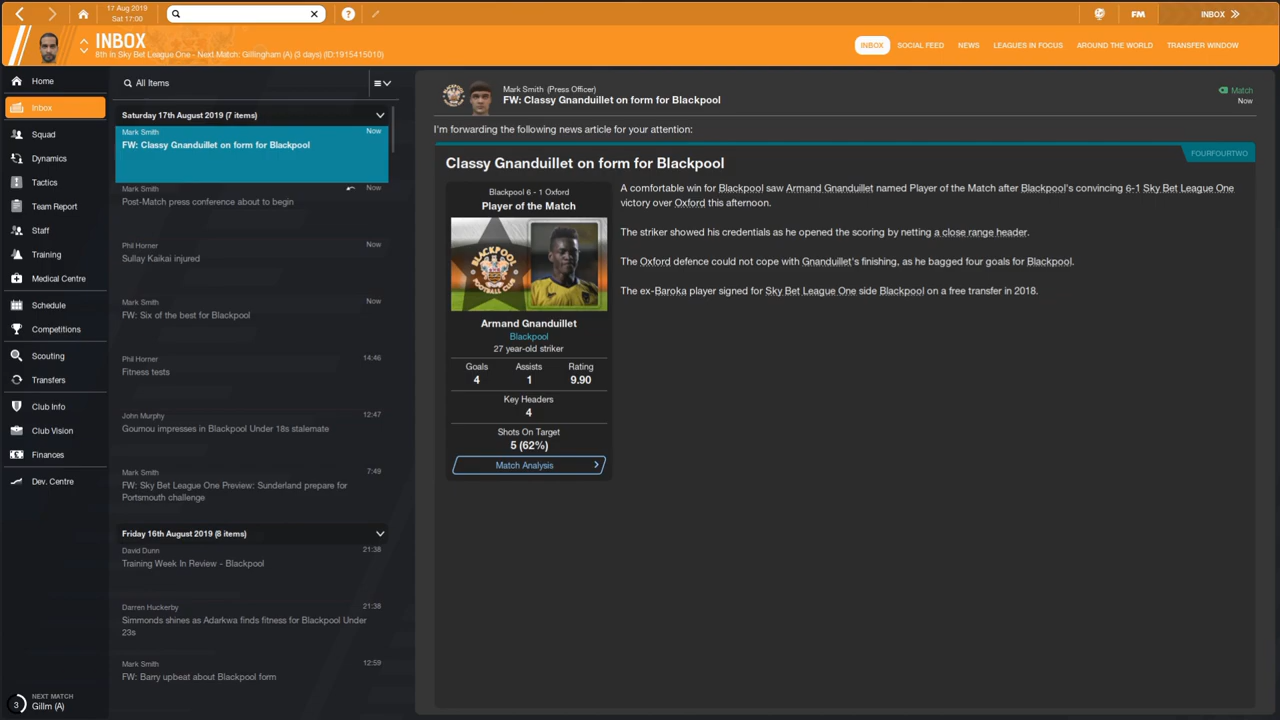 17 Aug 2019
Sat 17:00
?
FM
INBOX
INBOX
8th in Sky Bet League One - Next Match: Gillingham (A) (3 days) (ID:1915415010)
INBOX
SOCIAL FEED
NEWS
LEAGUES IN FOCUS
AROUND THE WORLD
TRANSFER WINDOW
Home
Inbox
Squad
Dynamics
Tactics
Team Report
Staff
Training
Medical Centre
Schedule
Competitions
Scouting
Transfers
Club Info
Club Vision
Finances
Dev. Centre
3
NEXT MATCH
Gillm (A)
All Items
Saturday 17th August 2019 (7 items)
Mark Smith Now
FW: Classy Gnanduillet on form for Blackpool
Mark Smith Now
Post-Match press conference about to begin
Phil Horner Now
Sullay Kaikai injured
Mark Smith Now
FW: Six of the best for Blackpool
Phil Horner 14:46
Fitness tests
John Murphy 12:47
Goumou impresses in Blackpool Under 18s stalemate
Mark Smith 7:49
FW: Sky Bet League One Preview: Sunderland prepare for
Portsmouth challenge
Friday 16th August 2019 (8 items)
David Dunn 21:38
Training Week In Review - Blackpool
Darren Huckerby 21:38
Simmonds shines as Adarkwa finds fitness for Blackpool Under
23s
Mark Smith 12:59
FW: Barry upbeat about Blackpool form
Mark Smith (Press Officer)
FW: Classy Gnanduillet on form for Blackpool
Match
Now
I'm forwarding the following news article for your attention:
Classy Gnanduillet on form for Blackpool
FOURFOURTWO
Blackpool 6 - 1 Oxford
Player of the Match
BLACKPOOL
FOOTBALL CLUB
Armand Gnanduillet
Blackpool
27 year-old striker
Goals Assists Rating
4 1 9.90
Key Headers
4
Shots On Target
5 (62%)
Match Analysis
A comfortable win for Blackpool saw Armand Gnanduillet named Player of the Match after Blackpool's convincing 6-1 Sky Bet League One
victory over Oxford this afternoon.
The striker showed his credentials as he opened the scoring by netting a close range header.
The Oxford defence could not cope with Gnanduillet's finishing, as he bagged four goals for Blackpool.
The ex-Baroka player signed for Sky Bet League One side Blackpool on a free transfer in 2018.